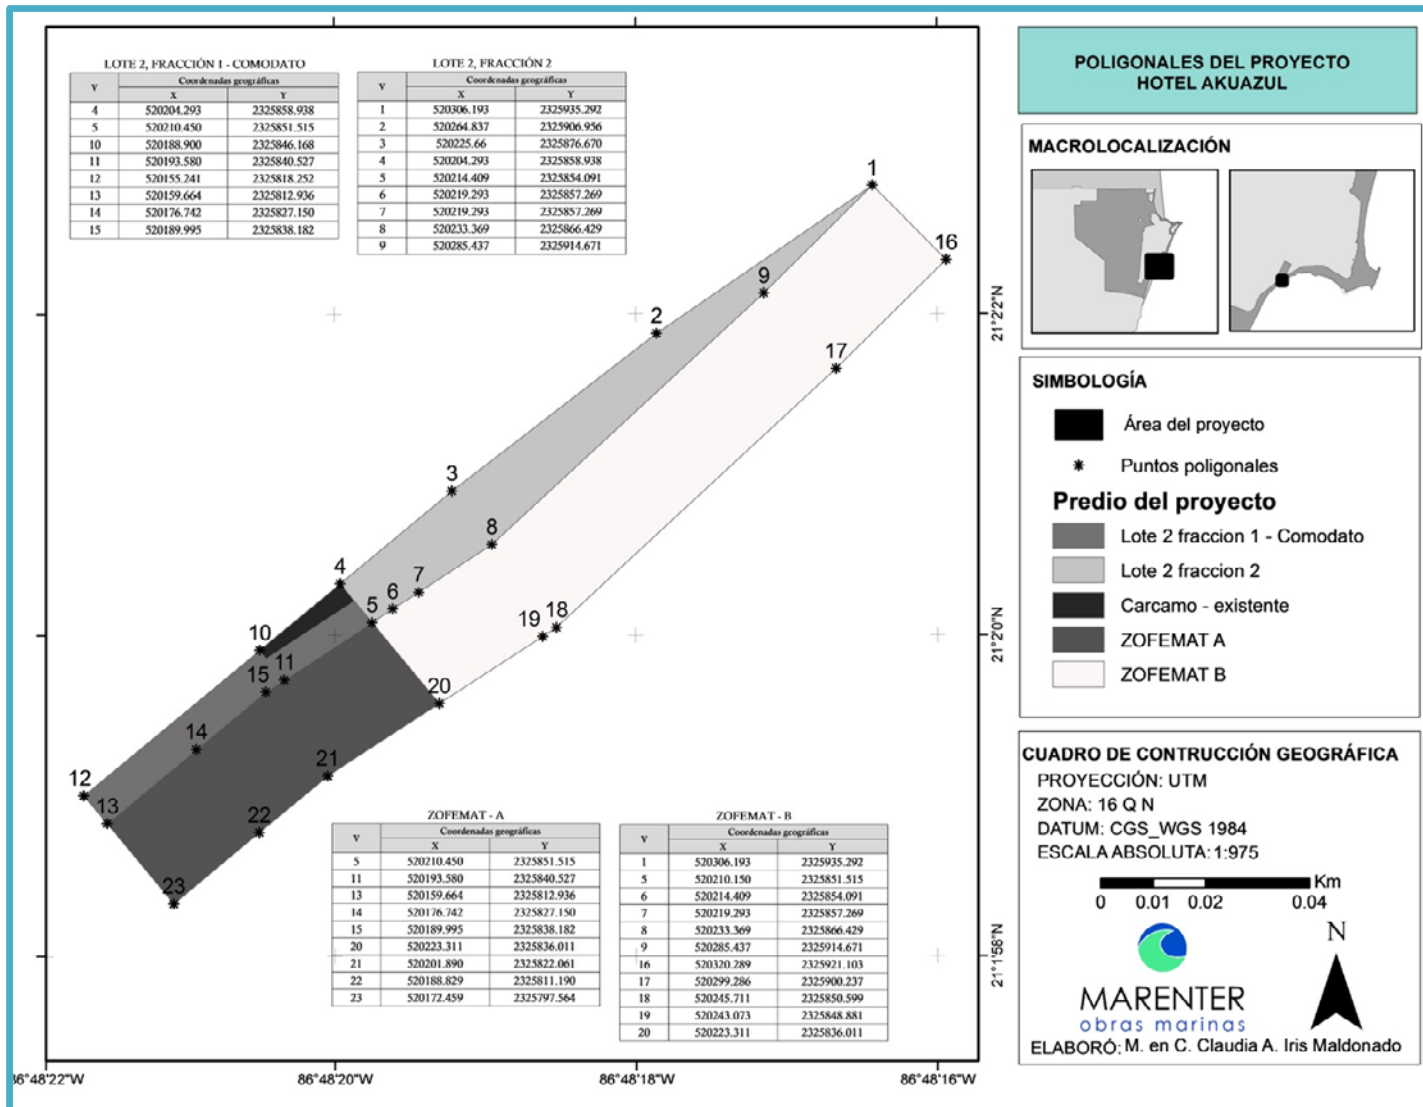 LOTE 2, FRACCIÓN 1 - COMODATO
V Coordenadas geográficas
X Y
4 520204.293 2325858.938
5 520210.450 2325851.515
10 520188.900 2325846.168
11 520193.580 2325840.527
12 520155.241 2325818.252
13 520159.664 2325812.936
14 520176.742 2325827.150
15 520189.995 2325838.182
LOTE 2, FRACCIÓN 2
V Coordenadas geográficas
X Y
1 520306.193 2325935.292
2 520264.837 2325906.956
3 520225.66 2325876.670
4 520204.293 2325858.938
5 520214.409 2325854.091
6 520219.293 2325857.269
7 520219.293 2325857.269
8 520233.369 2325866.429
9 520285.437 2325914.671
1
16
9
2
17
3
8
4
7
6
5
18
19
10
11
15
20
14
21
12
13
22
23
ZOFEMAT - A
V Coordenadas geográficas
X Y
5 520210.450 2325851.515
11 520193.580 2325840.527
13 520159.664 2325812.936
14 520176.742 2325827.150
15 520189.995 2325838.182
20 520223.311 2325836.011
21 520201.890 2325822.061
22 520188.829 2325811.190
23 520172.459 2325797.564
ZOFEMAT - B
V Coordenadas geográficas
X Y
1 520306.193 2325935.292
5 520210.150 2325851.515
6 520214.409 2325854.091
7 520219.293 2325857.269
8 520233.369 2325866.429
9 520285.437 2325914.671
16 520320.289 2325921.103
17 520299.286 2325900.237
18 520245.711 2325850.599
19 520243.073 2325848.881
20 520223.311 2325836.011
21°2'2"N
21°2'0"N
21°1'58"N
86°48'22"W
86°48'20"W
86°48'18"W
86°48'16"W
POLIGONALES DEL PROYECTO
HOTEL AKUAZUL
MACROLOCALIZACIÓN
SIMBOLOGÍA
Área del proyecto
Puntos poligonales
Predio del proyecto
Lote 2 fraccion 1 - Comodato
Lote 2 fraccion 2
Carcamo - existente
ZOFEMAT A
ZOFEMAT B
CUADRO DE CONTRUCCIÓN GEOGRÁFICA
PROYECCIÓN: UTM
ZONA: 16 Q N
DATUM: CGS_WGS 1984
ESCALA ABSOLUTA: 1:975
Km
0 0.01 0.02 0.04
N
MARENTER
obras marinas
ELABORÓ: M. en C. Claudia A. Iris Maldonado